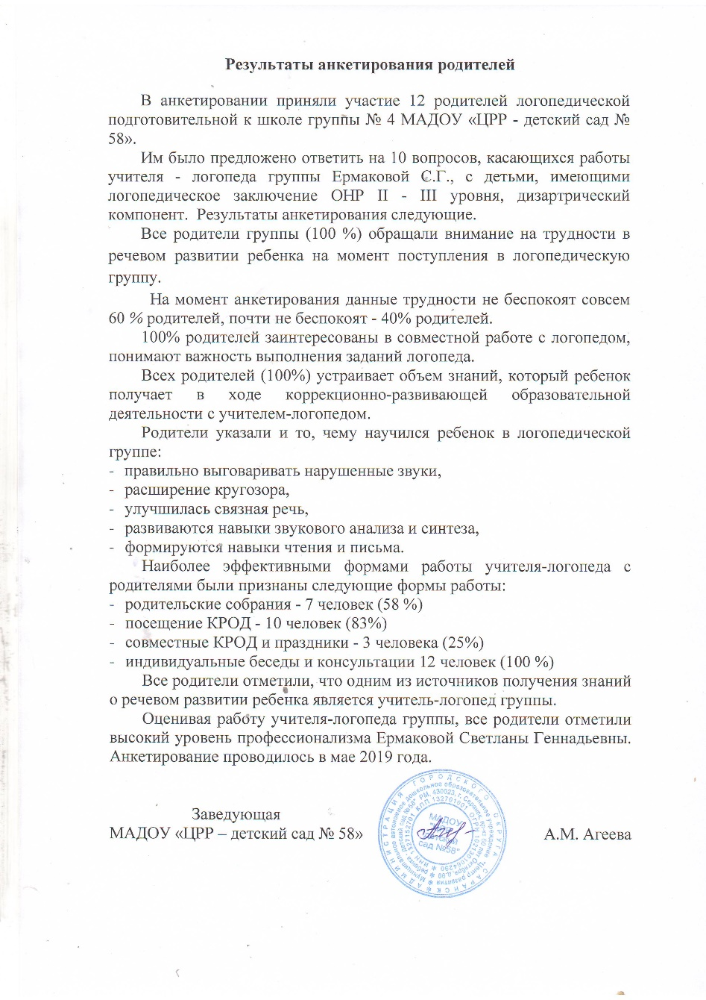 Результаты анкетирования родителей
В анкетировании приняли участие 12 родителей логопедической
подготовительной к школе группы № 4 МАДОУ «ЦРР - детский сад №
58».
Им было предложено ответить на 10 вопросов, касающихся работы
учителя - логопеда группы Ермаковой С.Г., с детьми, имеющими
логопедическое заключение ОНР II - III уровня, дизартрический
компонент. Результаты анкетирования следующие.
Все родители группы (100 %) обращали внимание на трудности в
речевом развитии ребенка на момент поступления в логопедическую
группу.
На момент анкетирования данные трудности не беспокоят совсем
60 % родителей, почти не беспокоят - 40% родителей.
100% родителей заинтересованы в совместной работе с логопедом,
понимают важность выполнения заданий логопеда.
Всех родителей (100%) устраивает объем знаний, который ребенок
получает в ходе коррекционно-развивающей образовательной
деятельности с учителем-логопедом.
Родители указали и то, чему научился ребенок в логопедической
группе:
- правильно выговаривать нарушенные звуки,
- расширение кругозора,
- улучшилась связная речь,
- развиваются навыки звукового анализа и синтеза,
- формируются навыки чтения и письма.
Наиболее эффективными формами работы учителя-логопеда с
родителями были признаны следующие формы работы:
- родительские собрания - 7 человек (58 %)
- посещение КРОД - 10 человек (83%)
- совместные КРОД и праздники - 3 человека (25%)
- индивидуальные беседы и консультации 12 человек (100 %)
Все родители отметили, что одним из источников получения знаний
о речевом развитии ребенка является учитель-логопед группы.
Оценивая работу учителя-логопеда группы, все родители отметили
высокий уровень профессионализма Ермаковой Светланы Геннадьевны.
Анкетирование проводилось в мае 2019 года.
Заведующая
МАДОУ «ЦРР – детский сад № 58» А.М. Агеева
АДМИНИСТРАЦИЯ ГОРОДСКОГО ОКРУГА САРАНСК
МАДОУ
сад №58"